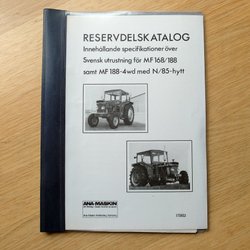 RESERVDELSKATALOG
Innehållande specifikationer över
Svensk utrustning för MF 168/188
samt MF 188-4wd med N/85-hytt
ANA-MASKIN